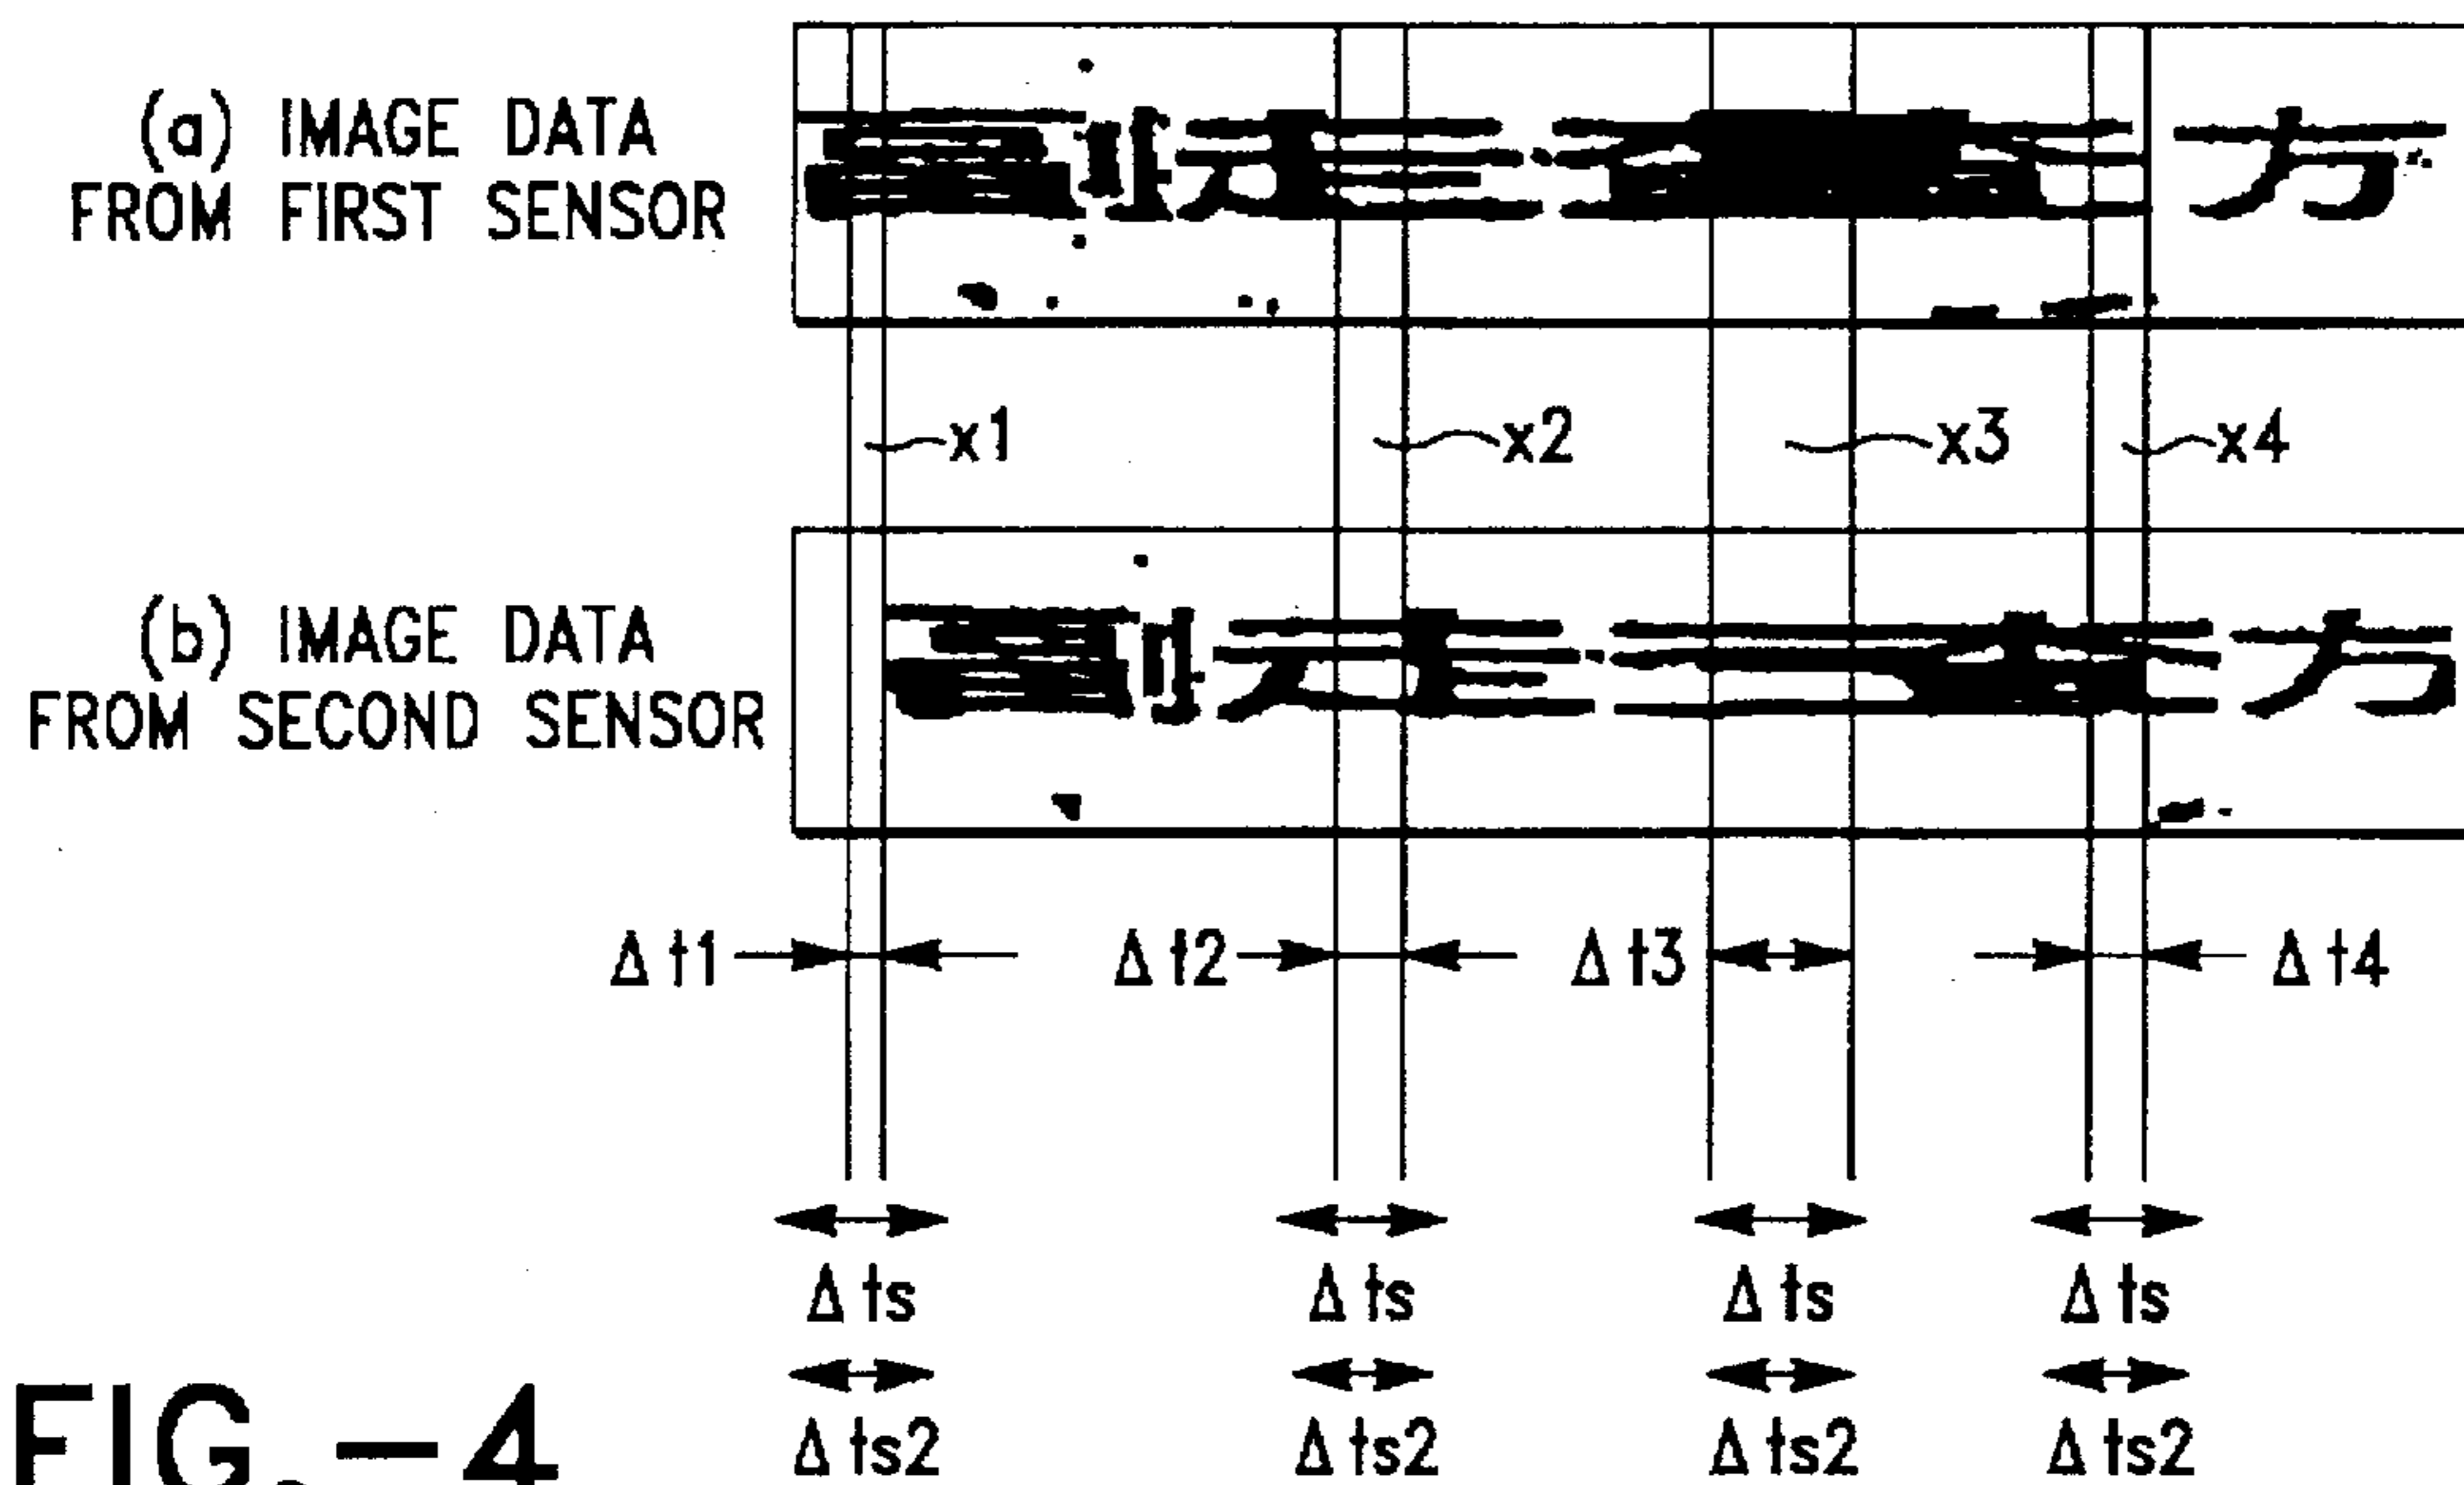 (a) IMAGE DATA
FROM FIRST SENSOR
方
x1 x2 x3 x4
(b) IMAGE DATA
FROM SECOND SENSOR
方
Δt1 Δt2 Δt3 Δt4
Δts Δts Δts Δts
Δts2 Δts2 Δts2 Δts2
FIG.-4